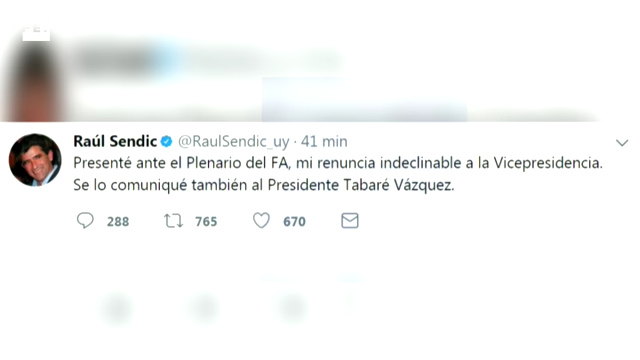 Raúl Sendic @RaulSendic_uy · 41 min
Presenté ante el Plenario del FA, mi renuncia indeclinable a la Vicepresidencia.
Se lo comuniqué también al Presidente Tabaré Vázquez.
288 765 670